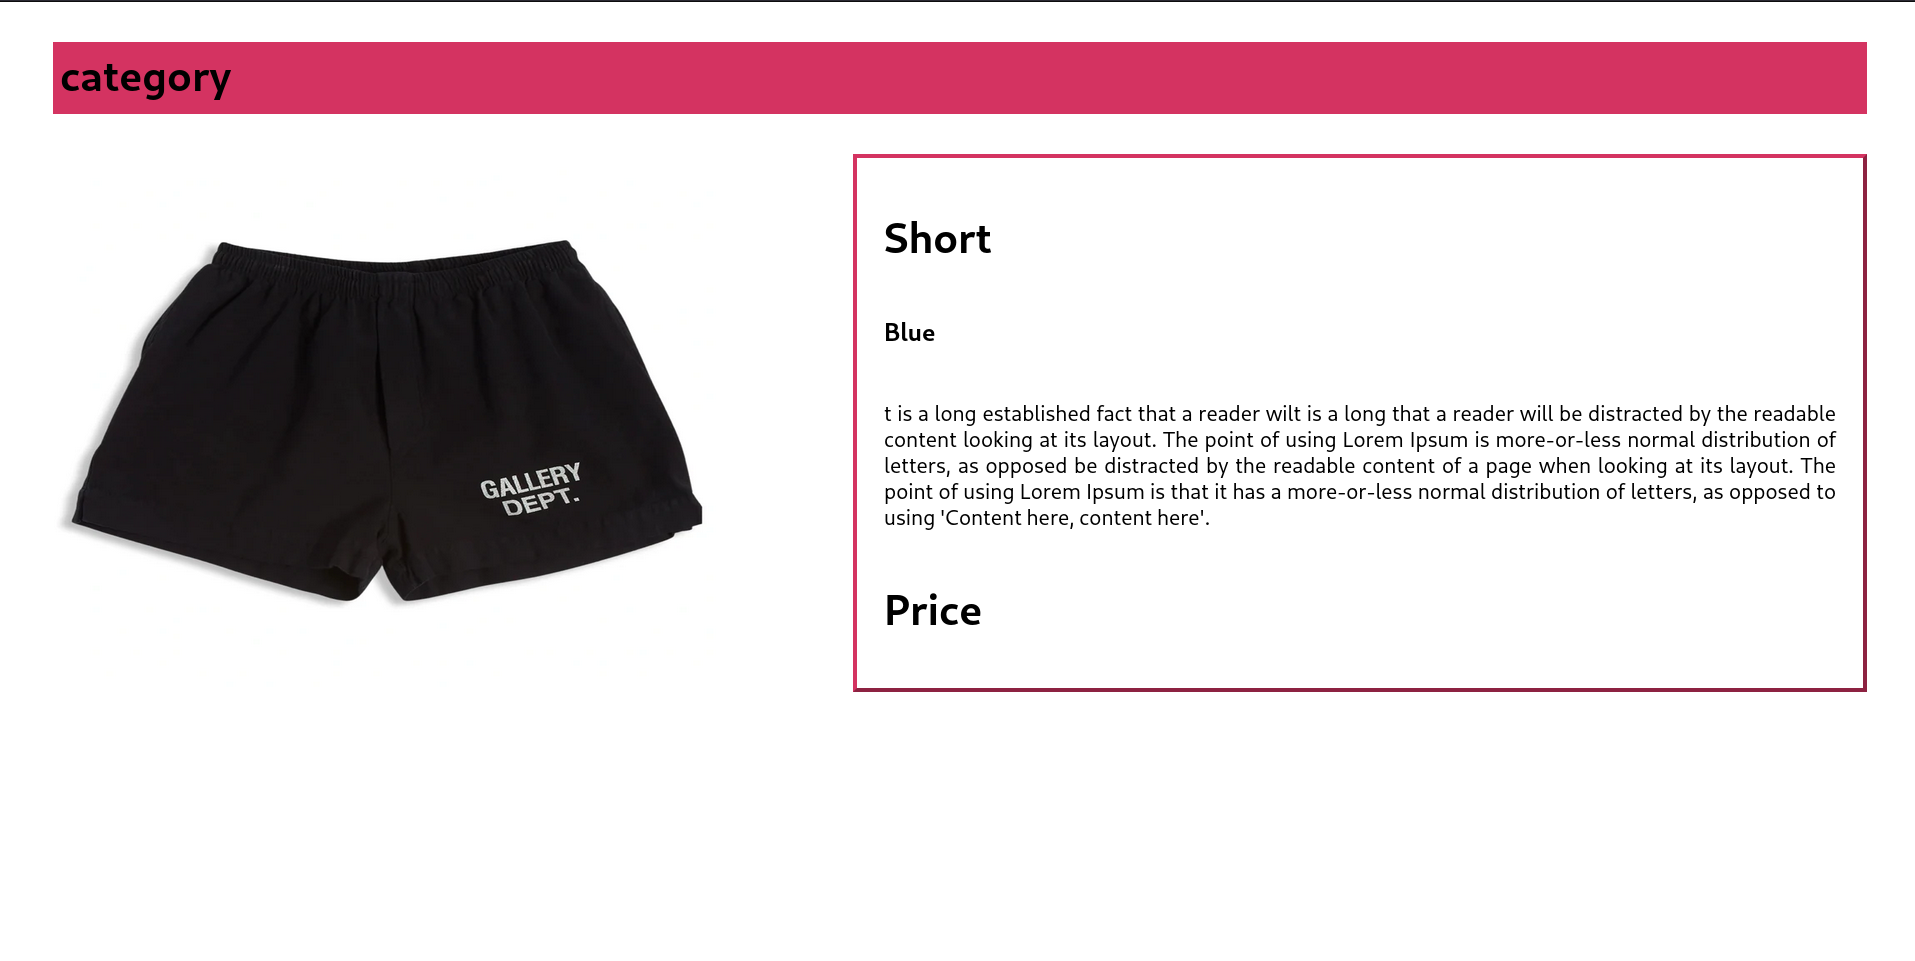 category
GALLERY
DEPT.
Short
Blue
t is a long established fact that a reader wilt is a long that a reader will be distracted by the readable
content looking at its layout. The point of using Lorem Ipsum is more-or-less normal distribution of
letters, as opposed be distracted by the readable content of a page when looking at its layout. The
point of using Lorem Ipsum is that it has a more-or-less normal distribution of letters, as opposed to
using 'Content here, content here'.
Price